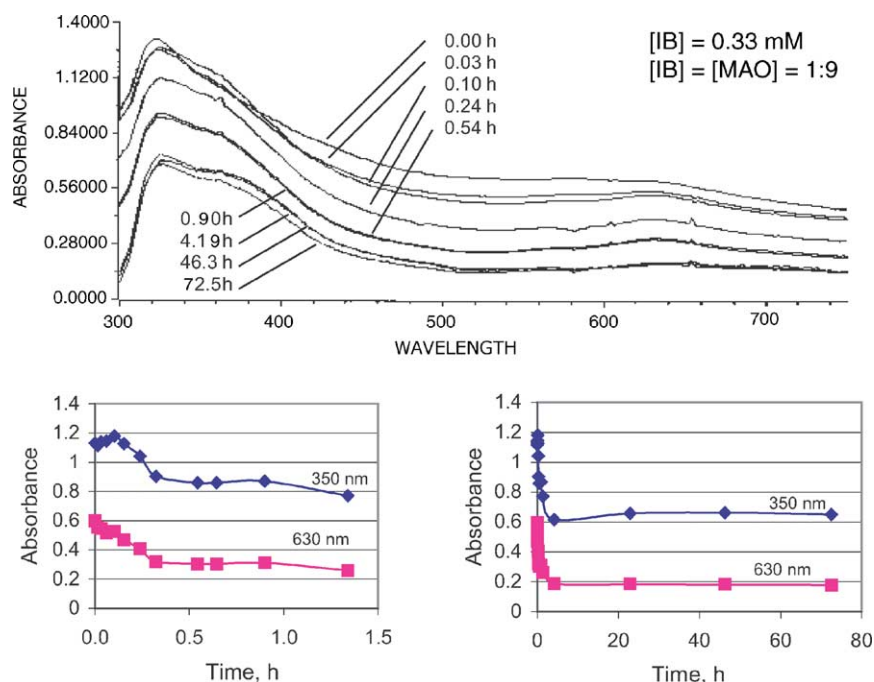 1.4000
1.1200
0.84000
0.56000
0.28000
0.0000
ABSORBANCE
300
400
500
600
700
WAVELENGTH
0.00 h
0.03 h
0.10 h
0.24 h
0.54 h
[IB] = 0.33 mM
[IB] = [MAO] = 1:9
0.90h
4.19h
46.3 h
72.5h
1.4
1.2
1
0.8
0.6
0.4
0.2
0
Absorbance
350 nm
630 nm
0.0
0.5
1.0
1.5
Time, h
1.4
1.2
1
0.8
0.6
0.4
0.2
0
Absorbance
350 nm
630 nm
0
20
40
60
80
Time, h